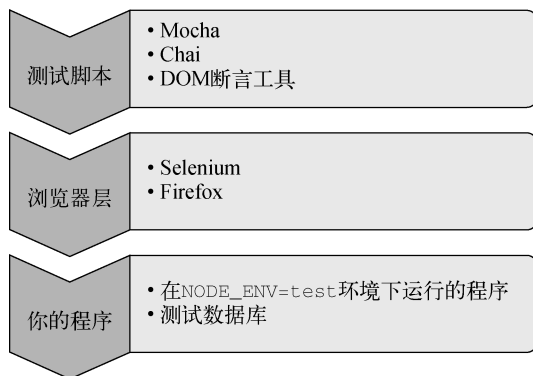 测试脚本
• Mocha
• Chai
• DOM断言工具
浏览器层
• Selenium
• Firefox
你的程序
• 在NODE_ENV=test环境下运行的程序
• 测试数据库